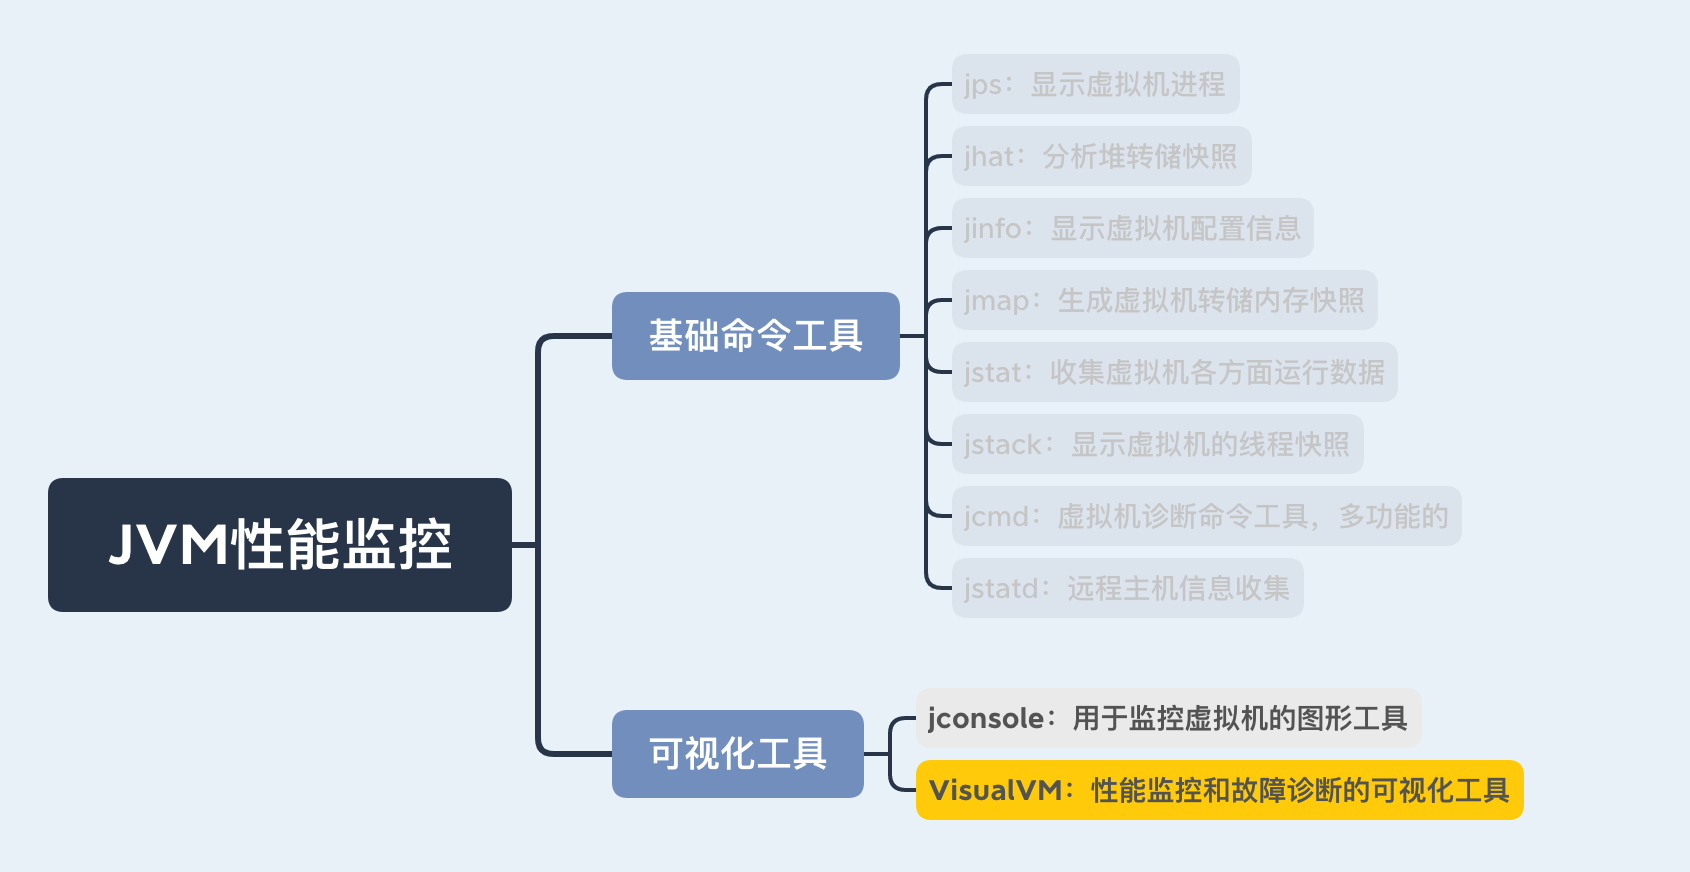 JVM性能监控
基础命令工具
jps：显示虚拟机进程
jhat：分析堆转储快照
jinfo：显示虚拟机配置信息
jmap：生成虚拟机转储内存快照
jstat：收集虚拟机各方面运行数据
jstack：显示虚拟机的线程快照
jcmd：虚拟机诊断命令工具，多功能的
jstatd：远程主机信息收集
可视化工具
jconsole：用于监控虚拟机的图形工具
VisualVM：性能监控和故障诊断的可视化工具